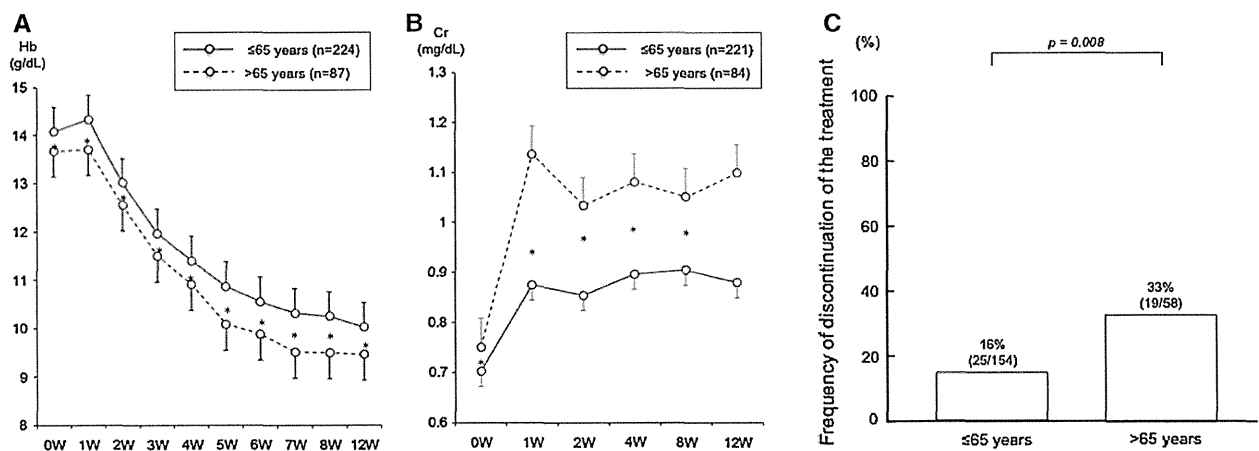 A
Hb
(g/dL)
≤65 years (n=224)
>65 years (n=87)
15
14
13
12
11
10
9
8
* * * * * * * * * *
0W 1W 2W 3W 4W 5W 6W 7W 8W 12W
B
Cr
(mg/dL)
≤65 years (n=221)
>65 years (n=84)
1.3
1.2
1.1
1
0.9
0.8
0.7
0.6
* * * * *
0W 1W 2W 4W 8W 12W
C
(%)
p = 0.008
Frequency of discontinuation of the treatment
100
80
60
40
20
0
16%
(25/154)
33%
(19/58)
≤65 years
>65 years